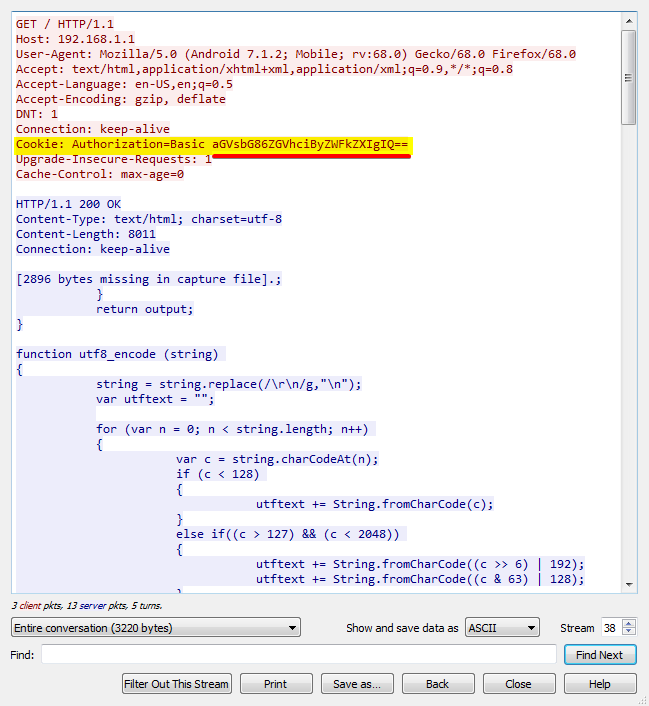 GET / HTTP/1.1
Host: 192.168.1.1
User-Agent: Mozilla/5.0 (Android 7.1.2; Mobile; rv:68.0) Gecko/68.0 Firefox/68.0
Accept: text/html,application/xhtml+xml,application/xml;q=0.9,*/*;q=0.8
Accept-Language: en-US,en;q=0.5
Accept-Encoding: gzip, deflate
DNT: 1
Connection: keep-alive
Cookie: Authorization=Basic aGVsbG86ZGVhciByZWFkZXIgIQ==
Upgrade-Insecure-Requests: 1
Cache-Control: max-age=0
HTTP/1.1 200 OK
Content-Type: text/html; charset=utf-8
Content-Length: 8011
Connection: keep-alive
[2896 bytes missing in capture file].;
}
return output;
}
function utf8_encode (string)
{
string = string.replace(/\r\n/g,"\n");
var utftext = "";
for (var n = 0; n < string.length; n++)
{
var c = string.charCodeAt(n);
if (c < 128)
{
utftext += String.fromCharCode(c);
}
else if((c > 127) && (c < 2048))
{
utftext += String.fromCharCode((c >> 6) | 192);
utftext += String.fromCharCode((c & 63) | 128);
}
3 client pkts, 13 server pkts, 5 turns.
Entire conversation (3220 bytes) Show and save data as ASCII Stream 38
Find: Find Next
Filter Out This Stream Print Save as... Back Close Help